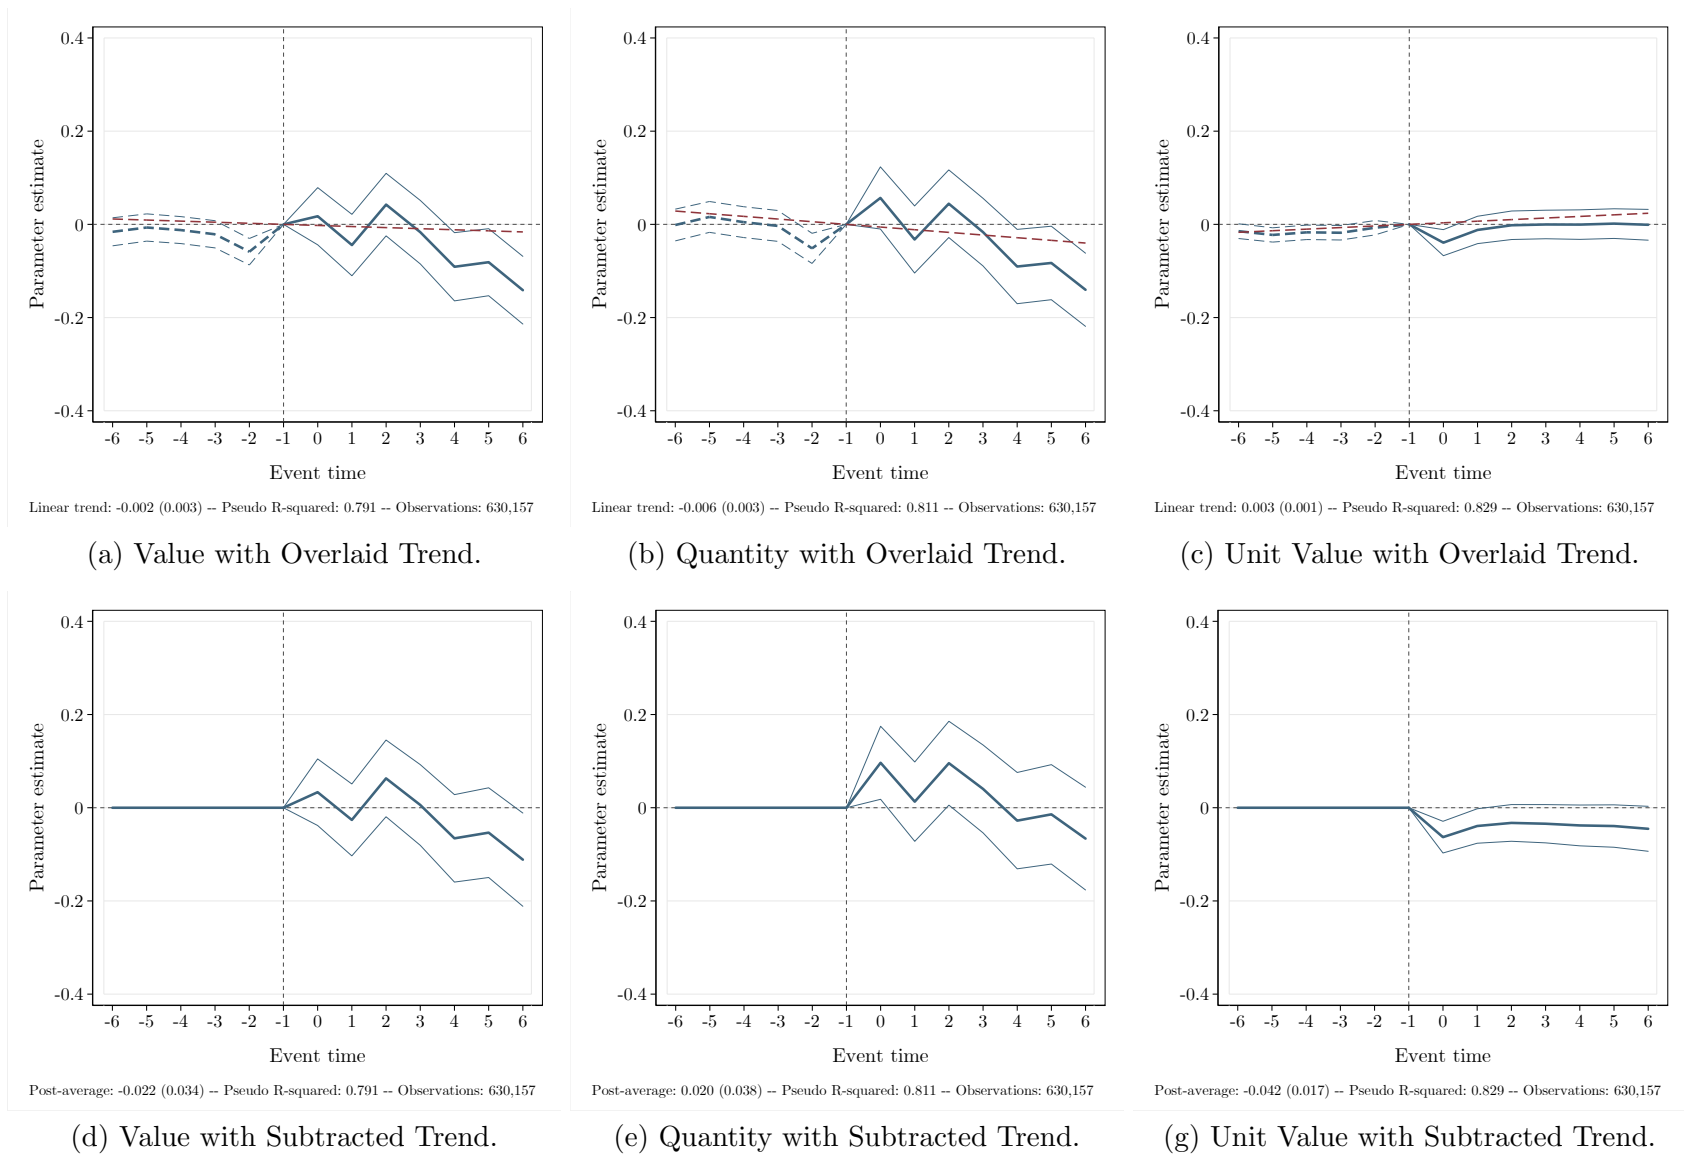 0.4
0.2
0
-0.2
-0.4
Parameter estimate
-6 -5 -4 -3 -2 -1 0 1 2 3 4 5 6
Event time
Linear trend: -0.002 (0.003) -- Pseudo R-squared: 0.791 -- Observations: 630,157
(a) Value with Overlaid Trend.
0.4
0.2
0
-0.2
-0.4
Parameter estimate
-6 -5 -4 -3 -2 -1 0 1 2 3 4 5 6
Event time
Linear trend: -0.006 (0.003) -- Pseudo R-squared: 0.811 -- Observations: 630,157
(b) Quantity with Overlaid Trend.
0.4
0.2
0
-0.2
-0.4
Parameter estimate
-6 -5 -4 -3 -2 -1 0 1 2 3 4 5 6
Event time
Linear trend: 0.003 (0.001) -- Pseudo R-squared: 0.829 -- Observations: 630,157
(c) Unit Value with Overlaid Trend.
0.4
0.2
0
-0.2
-0.4
Parameter estimate
-6 -5 -4 -3 -2 -1 0 1 2 3 4 5 6
Event time
Post-average: -0.022 (0.034) -- Pseudo R-squared: 0.791 -- Observations: 630,157
(d) Value with Subtracted Trend.
0.4
0.2
0
-0.2
-0.4
Parameter estimate
-6 -5 -4 -3 -2 -1 0 1 2 3 4 5 6
Event time
Post-average: 0.020 (0.038) -- Pseudo R-squared: 0.811 -- Observations: 630,157
(e) Quantity with Subtracted Trend.
0.4
0.2
0
-0.2
-0.4
Parameter estimate
-6 -5 -4 -3 -2 -1 0 1 2 3 4 5 6
Event time
Post-average: -0.042 (0.017) -- Pseudo R-squared: 0.829 -- Observations: 630,157
(g) Unit Value with Subtracted Trend.